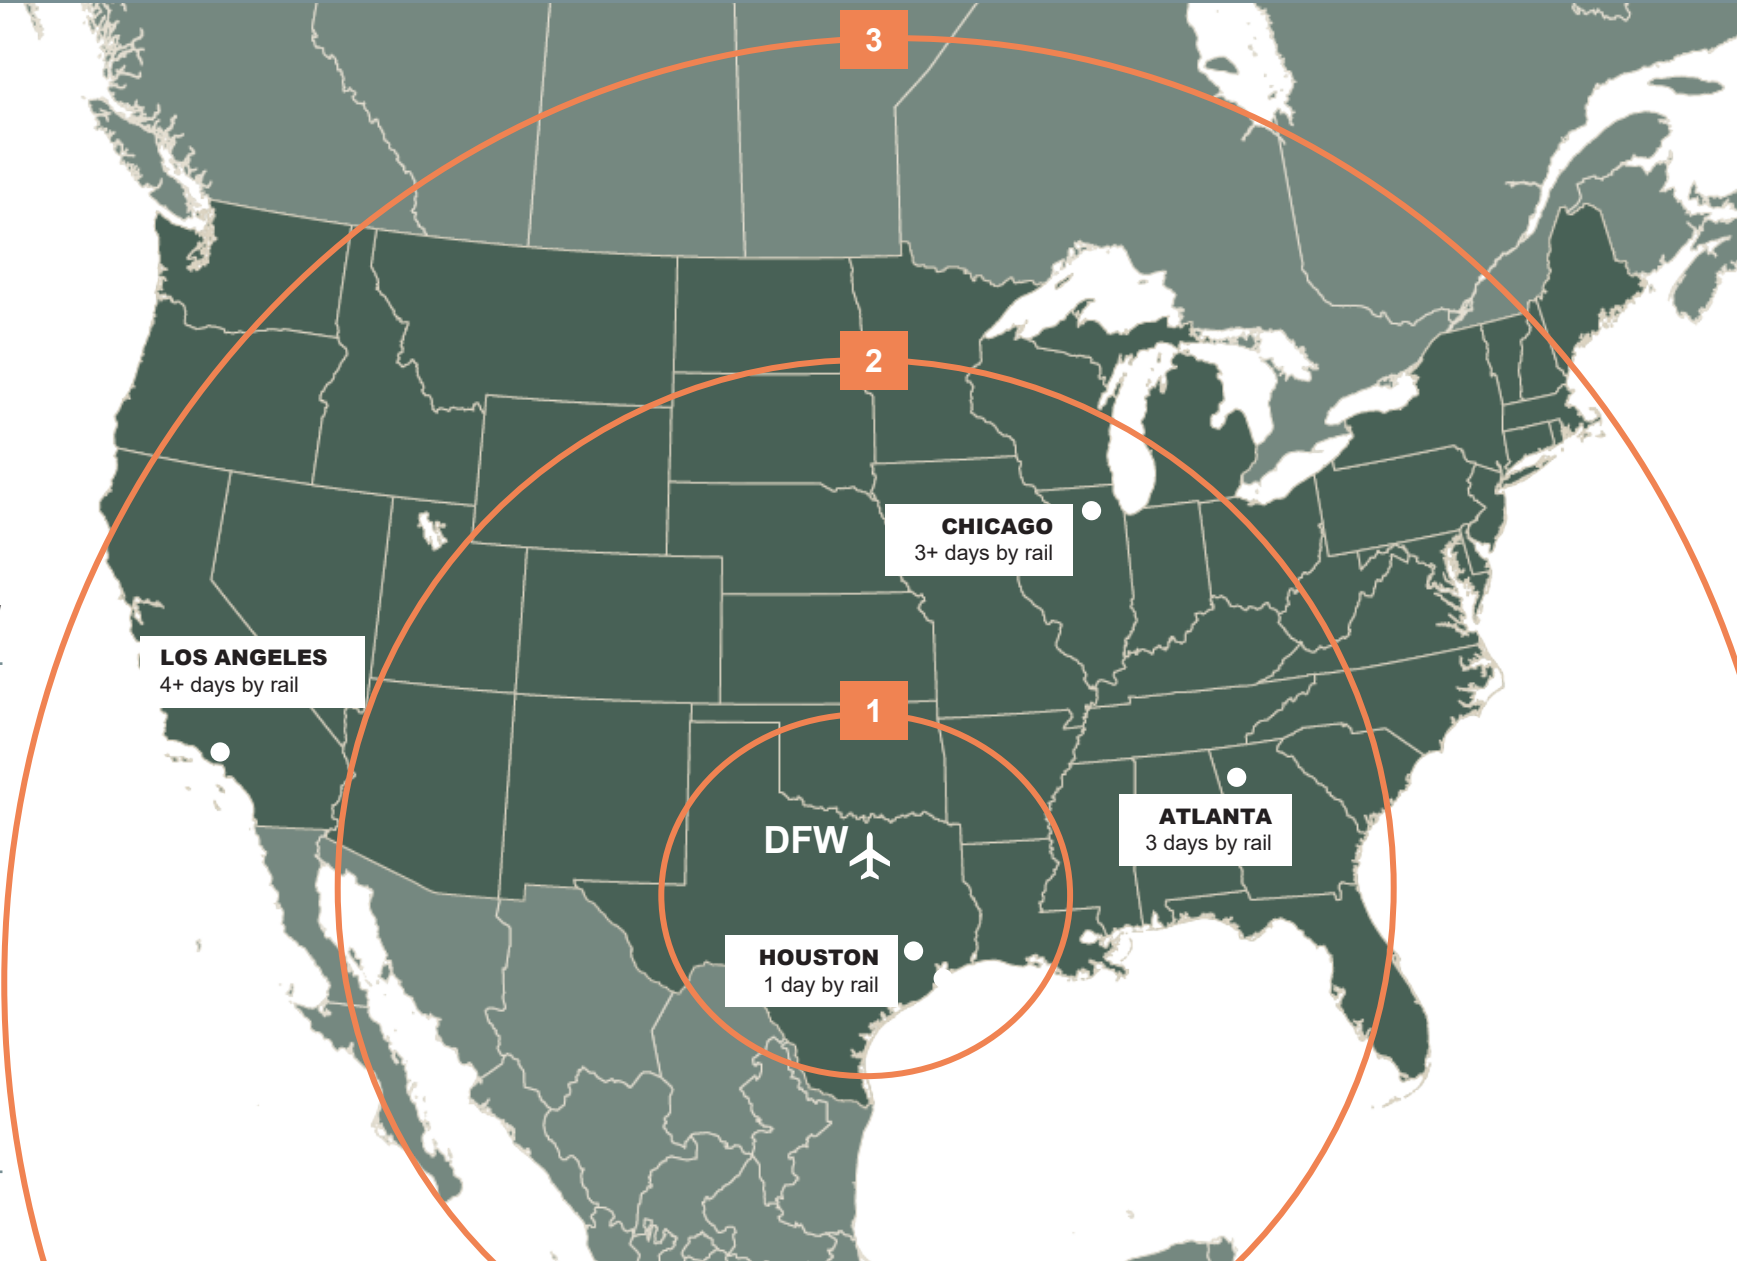 3
2
CHICAGO
3+ days by rail
LOS ANGELES
4+ days by rail
1
ATLANTA
3 days by rail
DFW
HOUSTON
1 day by rail